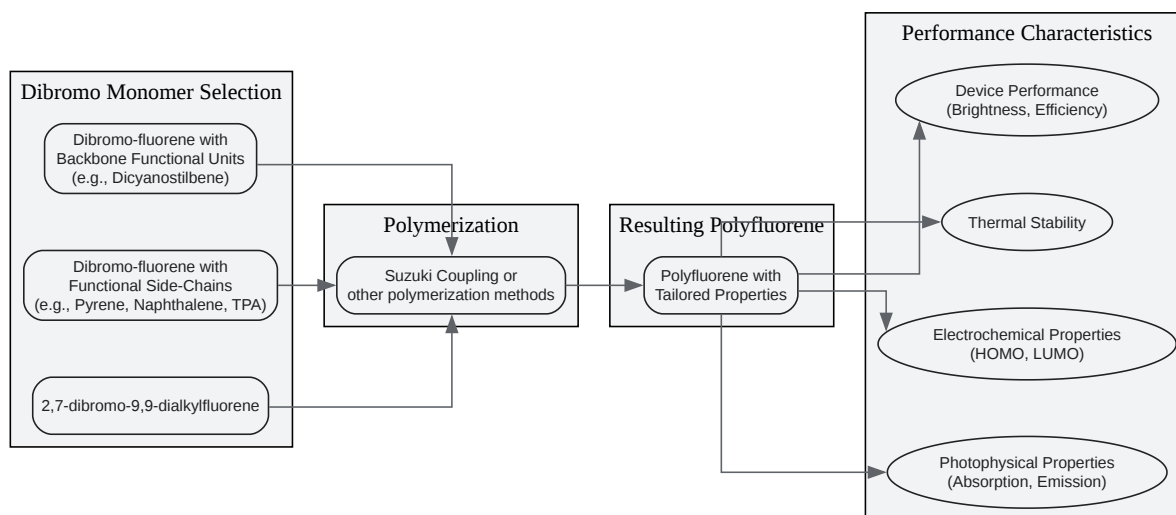 Dibromo Monomer Selection
Dibromo-fluorene with
Backbone Functional Units
(e.g., Dicyanostilbene)
Dibromo-fluorene with
Functional Side-Chains
(e.g., Pyrene, Naphthalene, TPA)
2,7-dibromo-9,9-dialkylfluorene
Polymerization
Suzuki Coupling or
other polymerization methods
Resulting Polyfluorene
Polyfluorene with
Tailored Properties
Performance Characteristics
Device Performance
(Brightness, Efficiency)
Thermal Stability
Electrochemical Properties
(HOMO, LUMO)
Photophysical Properties
(Absorption, Emission)